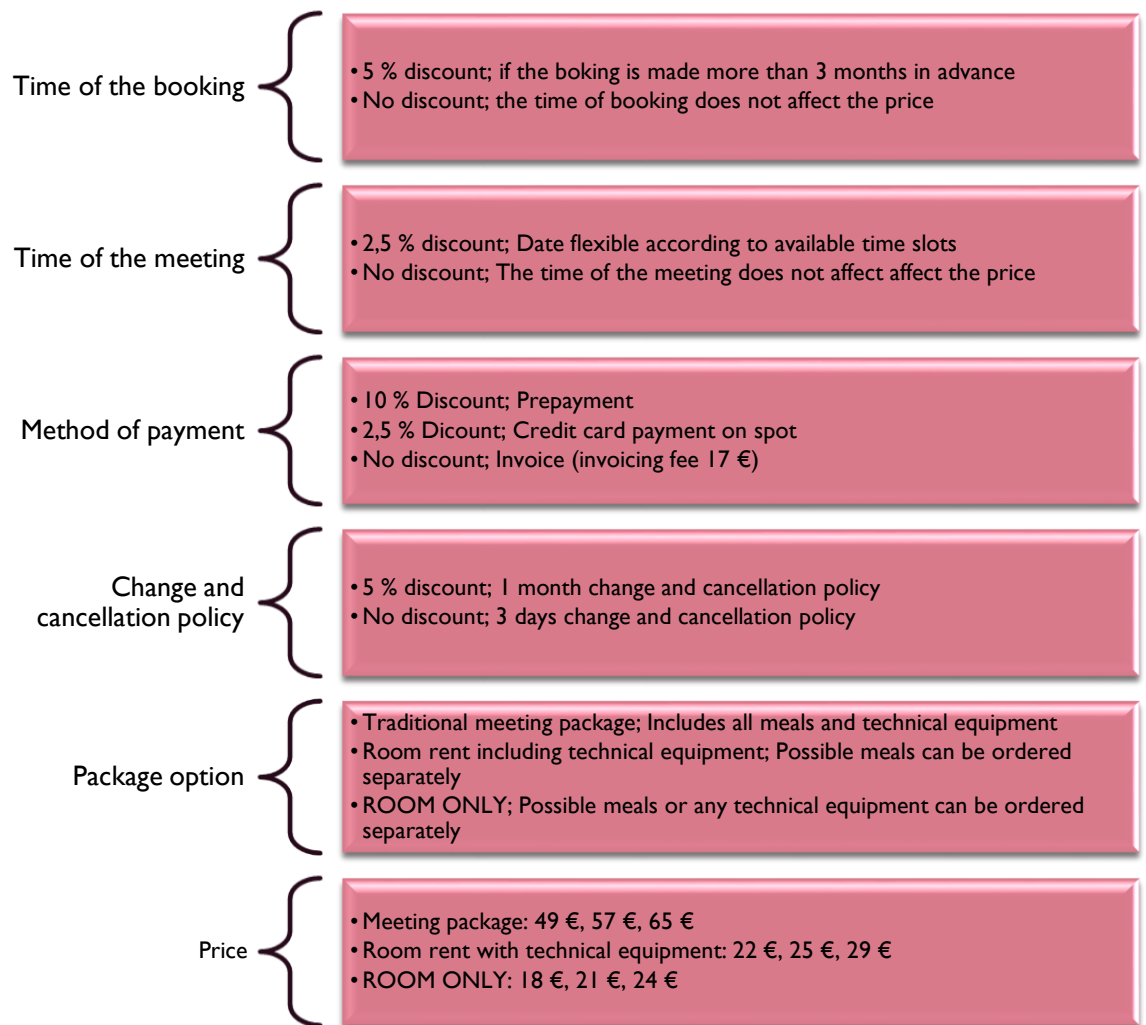 Time of the booking
• 5 % discount; if the boking is made more than 3 months in advance
• No discount; the time of booking does not affect the price
Time of the meeting
• 2,5 % discount; Date flexible according to available time slots
• No discount; The time of the meeting does not affect affect the price
Method of payment
• 10 % Discount; Prepayment
• 2,5 % Dicount; Credit card payment on spot
• No discount; Invoice (invoicing fee 17 €)
Change and
cancellation policy
• 5 % discount; 1 month change and cancellation policy
• No discount; 3 days change and cancellation policy
Package option
• Traditional meeting package; Includes all meals and technical equipment
• Room rent including technical equipment; Possible meals can be ordered
separately
• ROOM ONLY; Possible meals or any technical equipment can be ordered
separately
Price
• Meeting package: 49 €, 57 €, 65 €
• Room rent with technical equipment: 22 €, 25 €, 29 €
• ROOM ONLY: 18 €, 21 €, 24 €